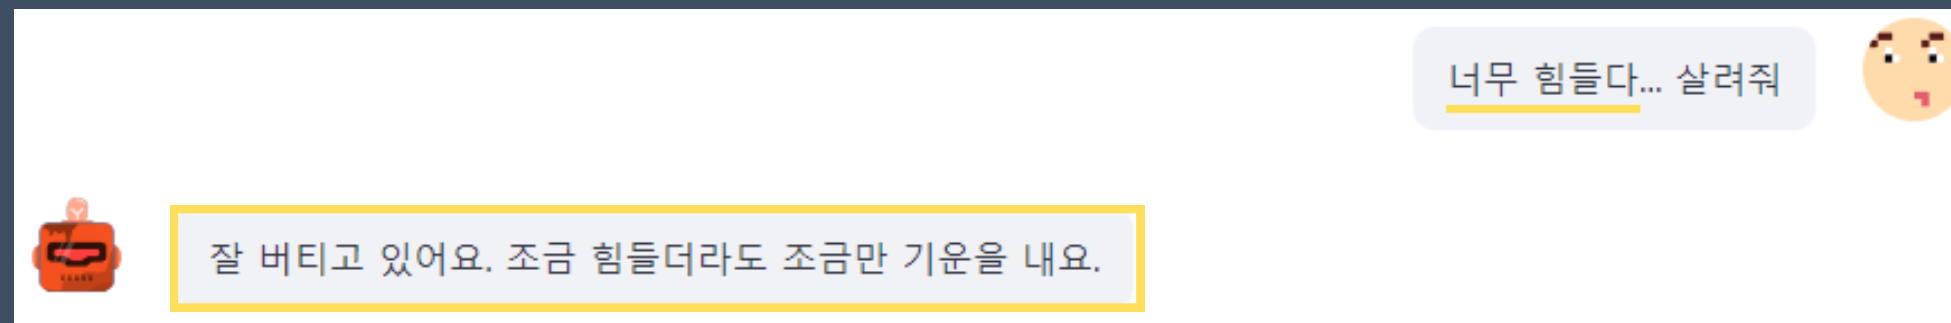 너무 힘들다... 살려줘
잘 버티고 있어요. 조금 힘들더라도 조금만 기운을 내요.